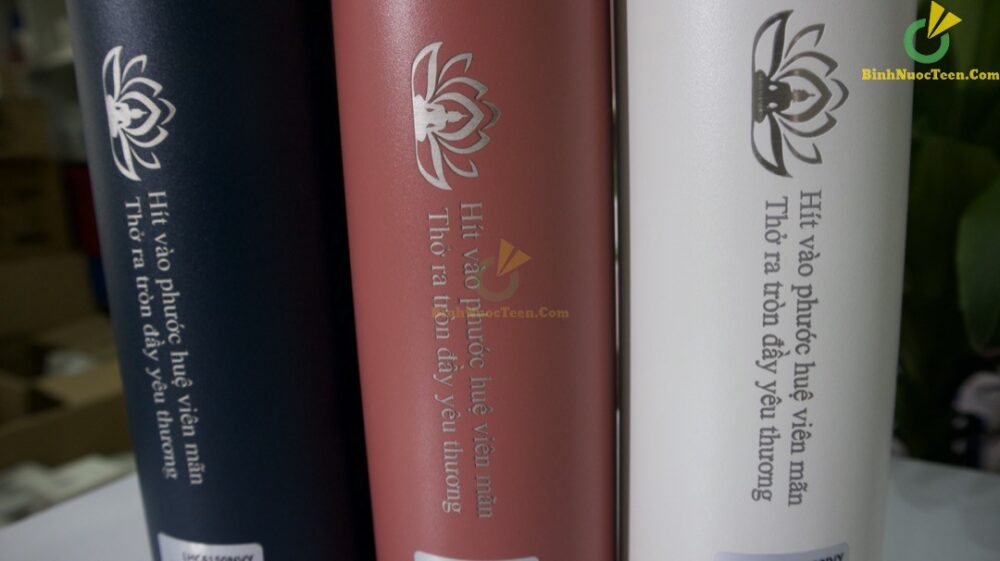 BinhNuocTeen.Com
Hít vào phước huệ viên mãn
Thở ra tròn đầy yêu thương
Hít vào phước huệ viên mãn
Thở ra tròn đầy yêu thương
BinhNuocTeen.Com
Hít vào phước huệ viên mãn
Thở ra tròn đầy yêu thương